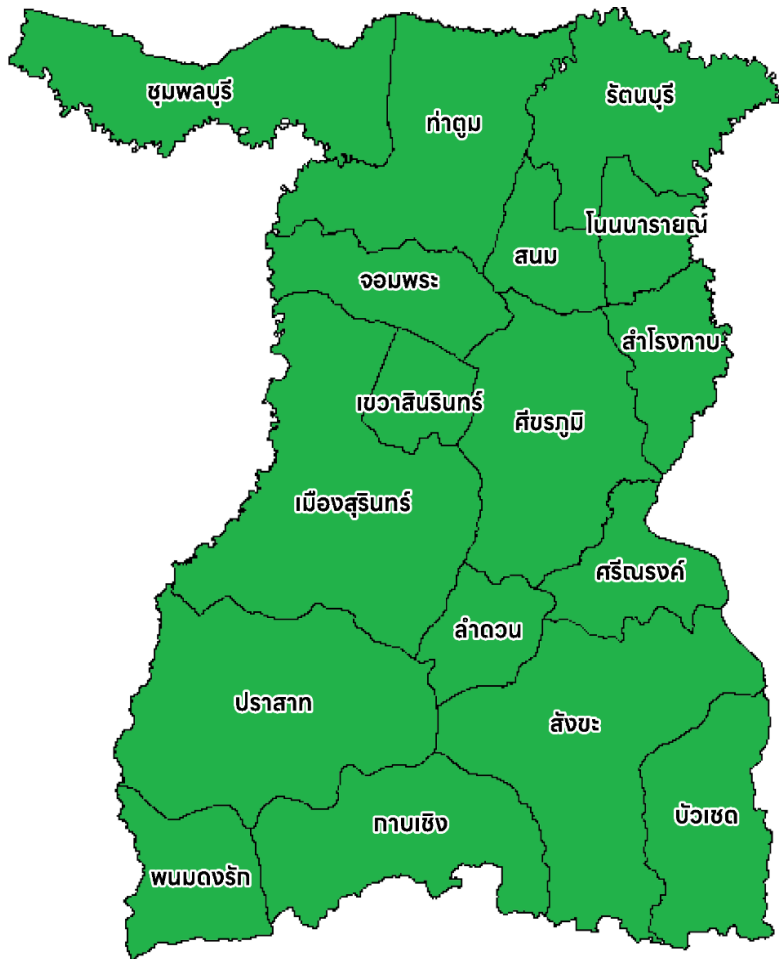 ชุมพลบุรี
รัตนบุรี
ท่าตูม
โนนนารายณ์
สนม
จอมพระ
สำโรงทาบ
เขวาสินรินทร์
ศีขรภูมิ
เมืองสุรินทร์
ศรีณรงค์
ลำดวน
ปราสาท
สังขะ
บัวเชด
กาบเชิง
พนมดงรัก